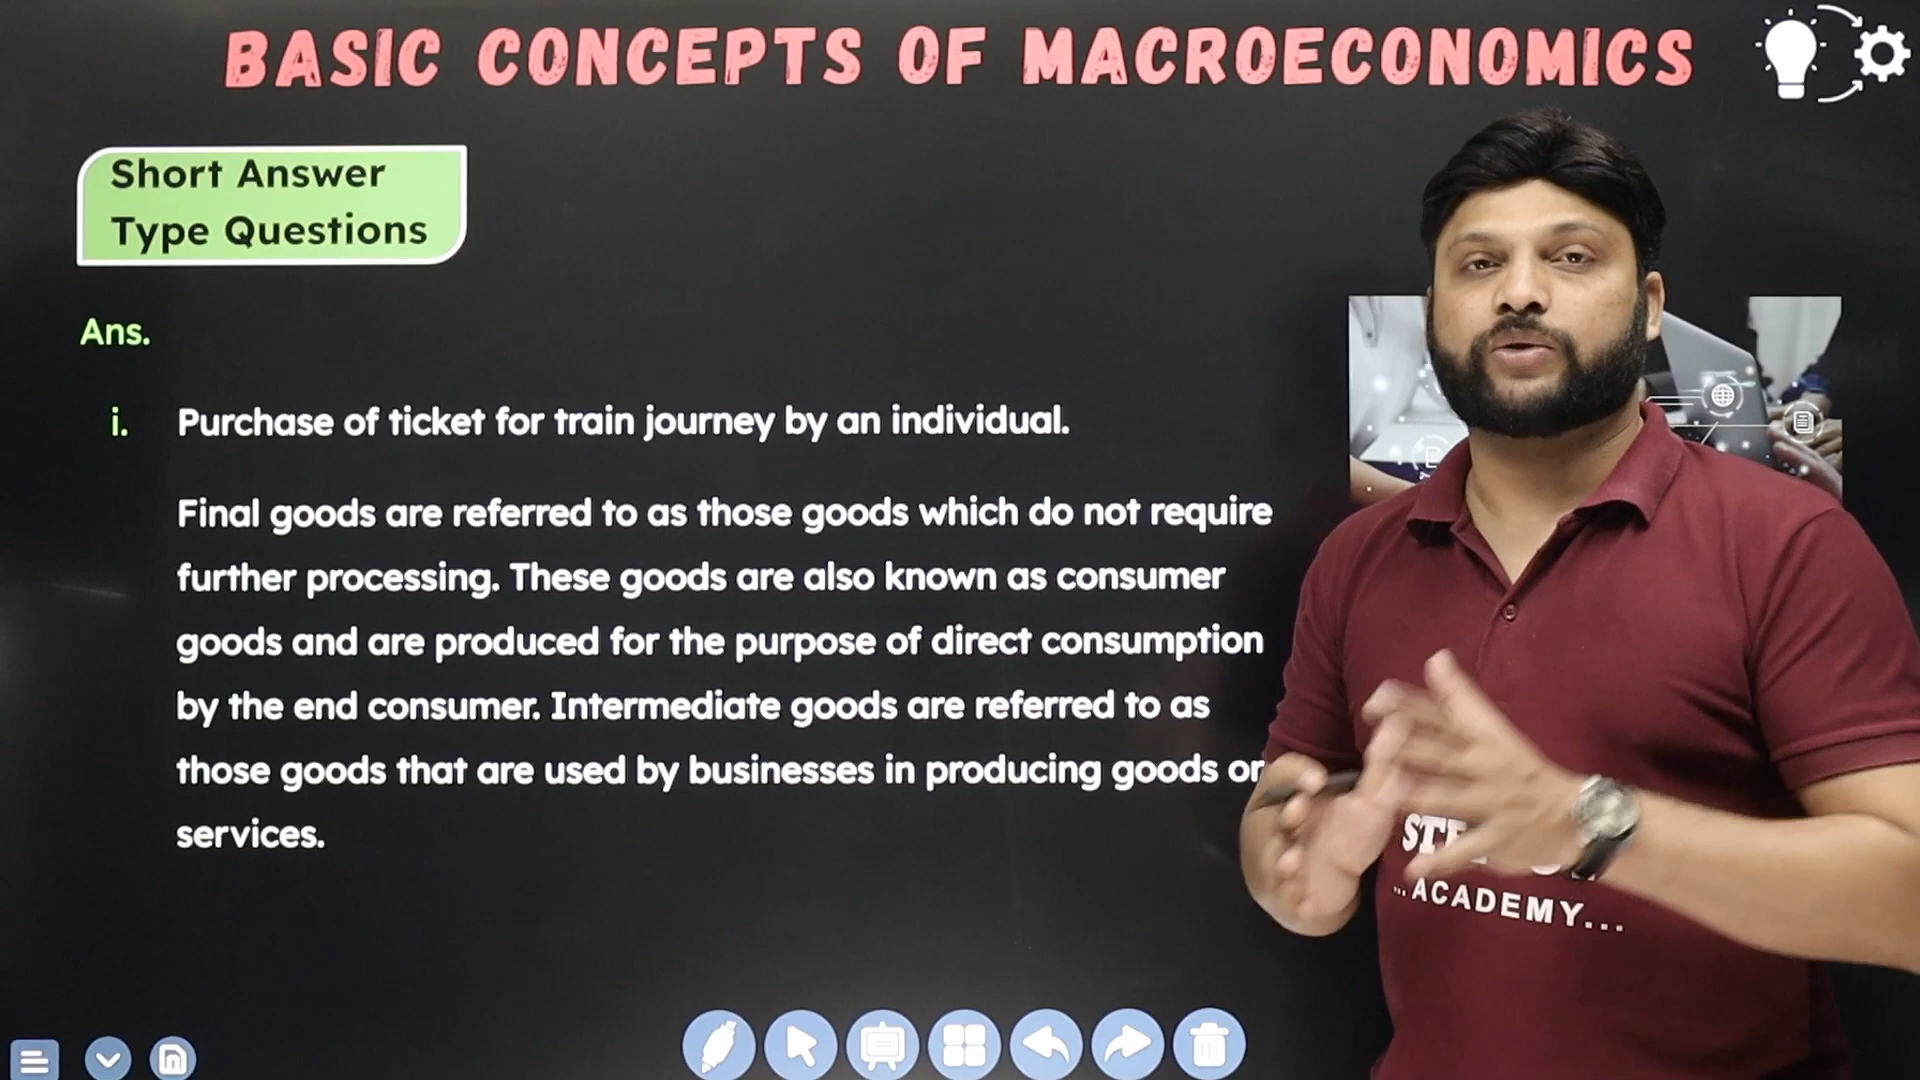 BASIC CONCEPTS OF MACROECONOMICS
Short Answer
Type Questions
Ans.
i. Purchase of ticket for train journey by an individual.
Final goods are referred to as those goods which do not require
further processing. These goods are also known as consumer
goods and are produced for the purpose of direct consumption
by the end consumer. Intermediate goods are referred to as
those goods that are used by businesses in producing goods or
services.
...ACADEMY...